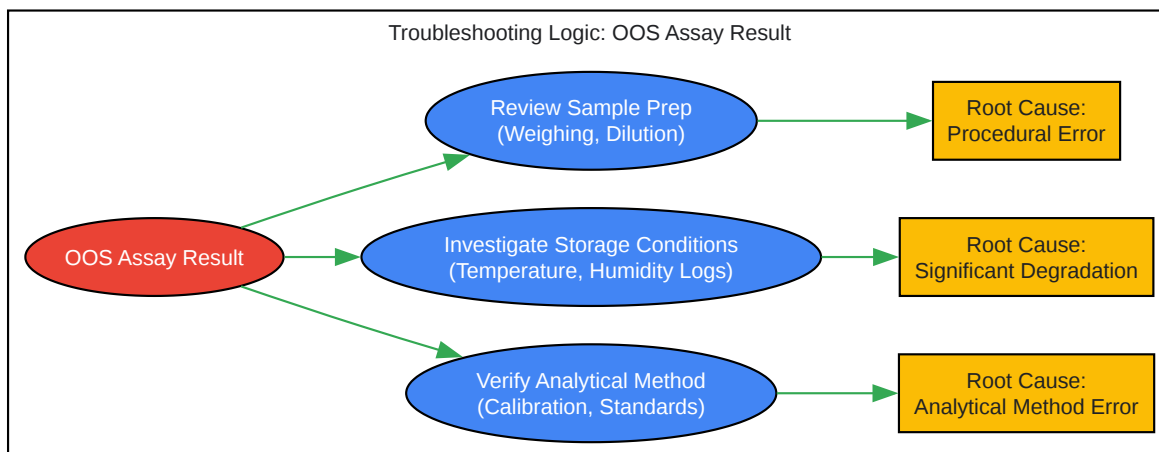 Troubleshooting Logic: OOS Assay Result
Review Sample Prep
(Weighing, Dilution)
Root Cause:
Procedural Error
OOS Assay Result
Investigate Storage Conditions
(Temperature, Humidity Logs)
Root Cause:
Significant Degradation
Verify Analytical Method
(Calibration, Standards)
Root Cause:
Analytical Method Error